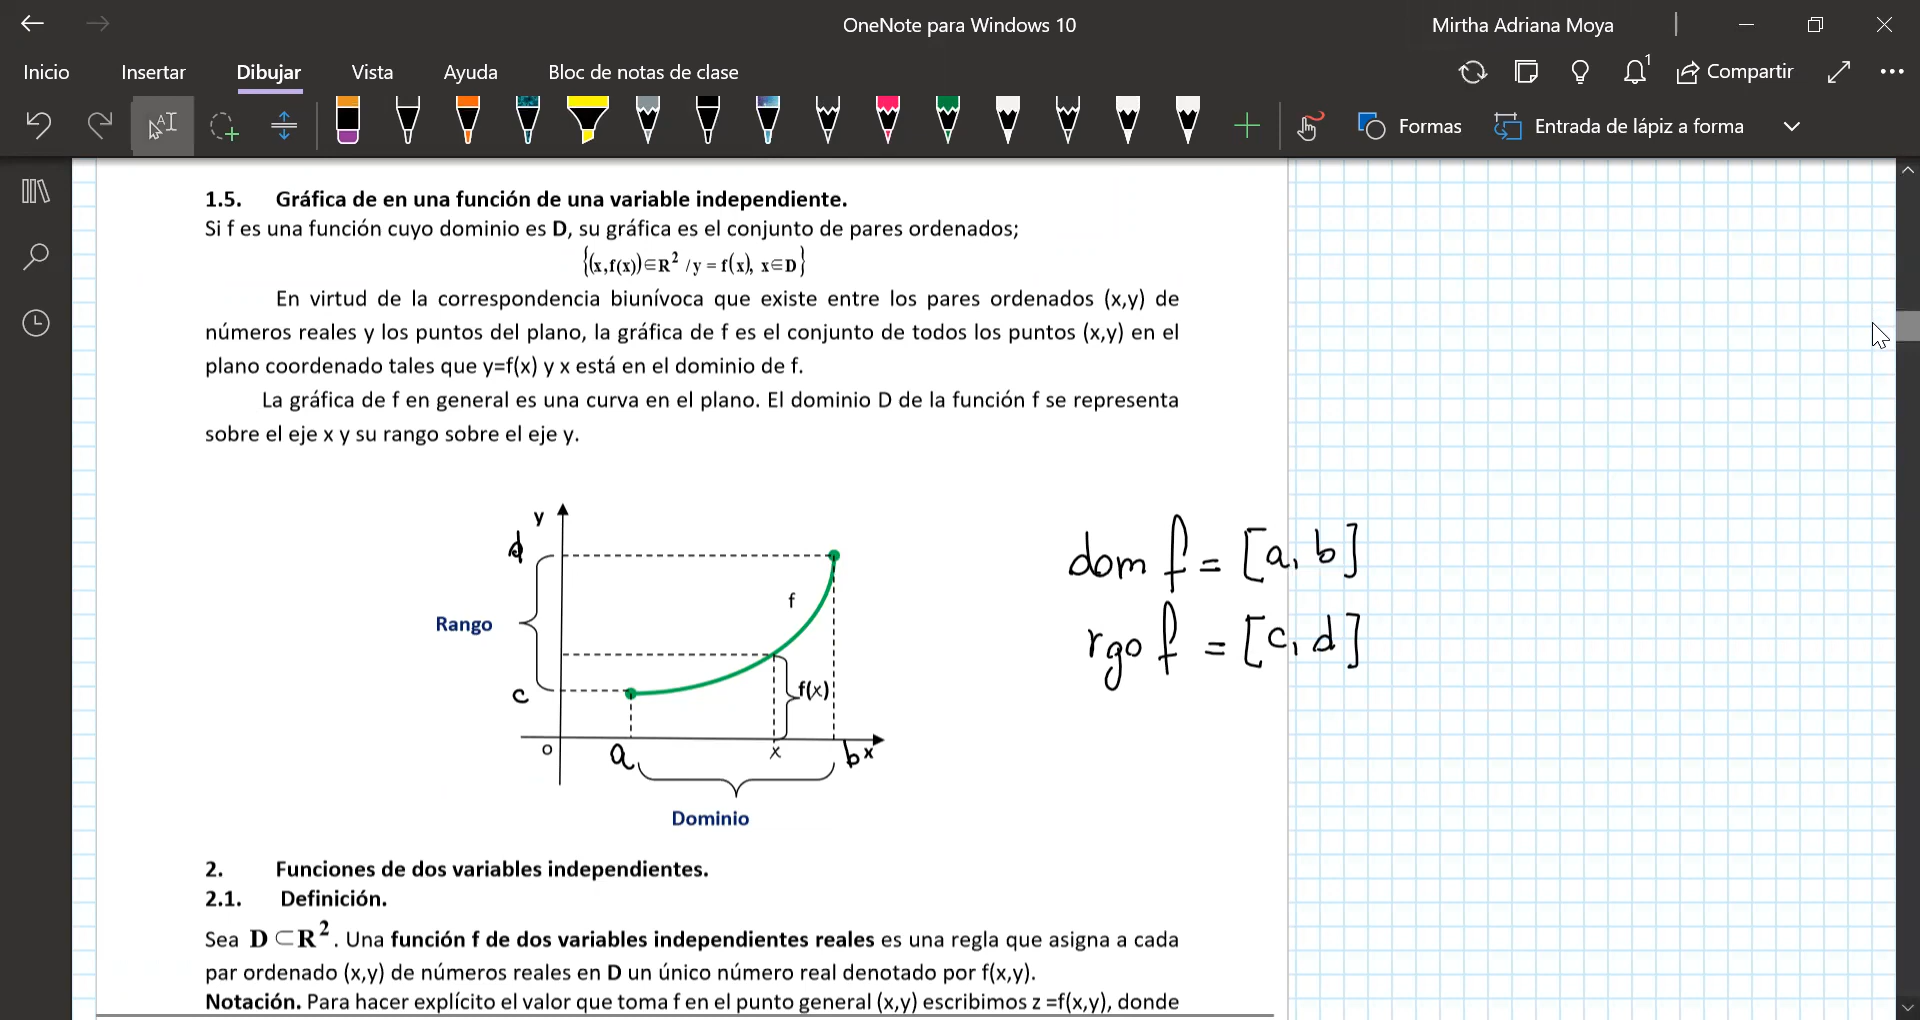 OneNote para Windows 10
Mirtha Adriana Moya
Inicio Insertar Dibujar Vista Ayuda Bloc de notas de clase
1 Compartir
Formas Entrada de lápiz a forma
1.5. Gráfica de en una función de una variable independiente.
Si f es una función cuyo dominio es D, su gráfica es el conjunto de pares ordenados;
{(x,f(x))∈R² /y = f(x), x∈D}
En virtud de la correspondencia biunívoca que existe entre los pares ordenados (x,y) de
números reales y los puntos del plano, la gráfica de f es el conjunto de todos los puntos (x,y) en el
plano coordenado tales que y=f(x) y x está en el dominio de f.
La gráfica de f en general es una curva en el plano. El dominio D de la función f se representa
sobre el eje x y su rango sobre el eje y.
y
d
dom f = [a, b]
f
Rango
rgo f = [c, d]
c
f(x)
o a x b x
Dominio
2. Funciones de dos variables independientes.
2.1. Definición.
Sea D ⊂R². Una función f de dos variables independientes reales es una regla que asigna a cada
par ordenado (x,y) de números reales en D un único número real denotado por f(x,y).
Notación. Para hacer explícito el valor que toma f en el punto general (x,y) escribimos z =f(x,y), donde